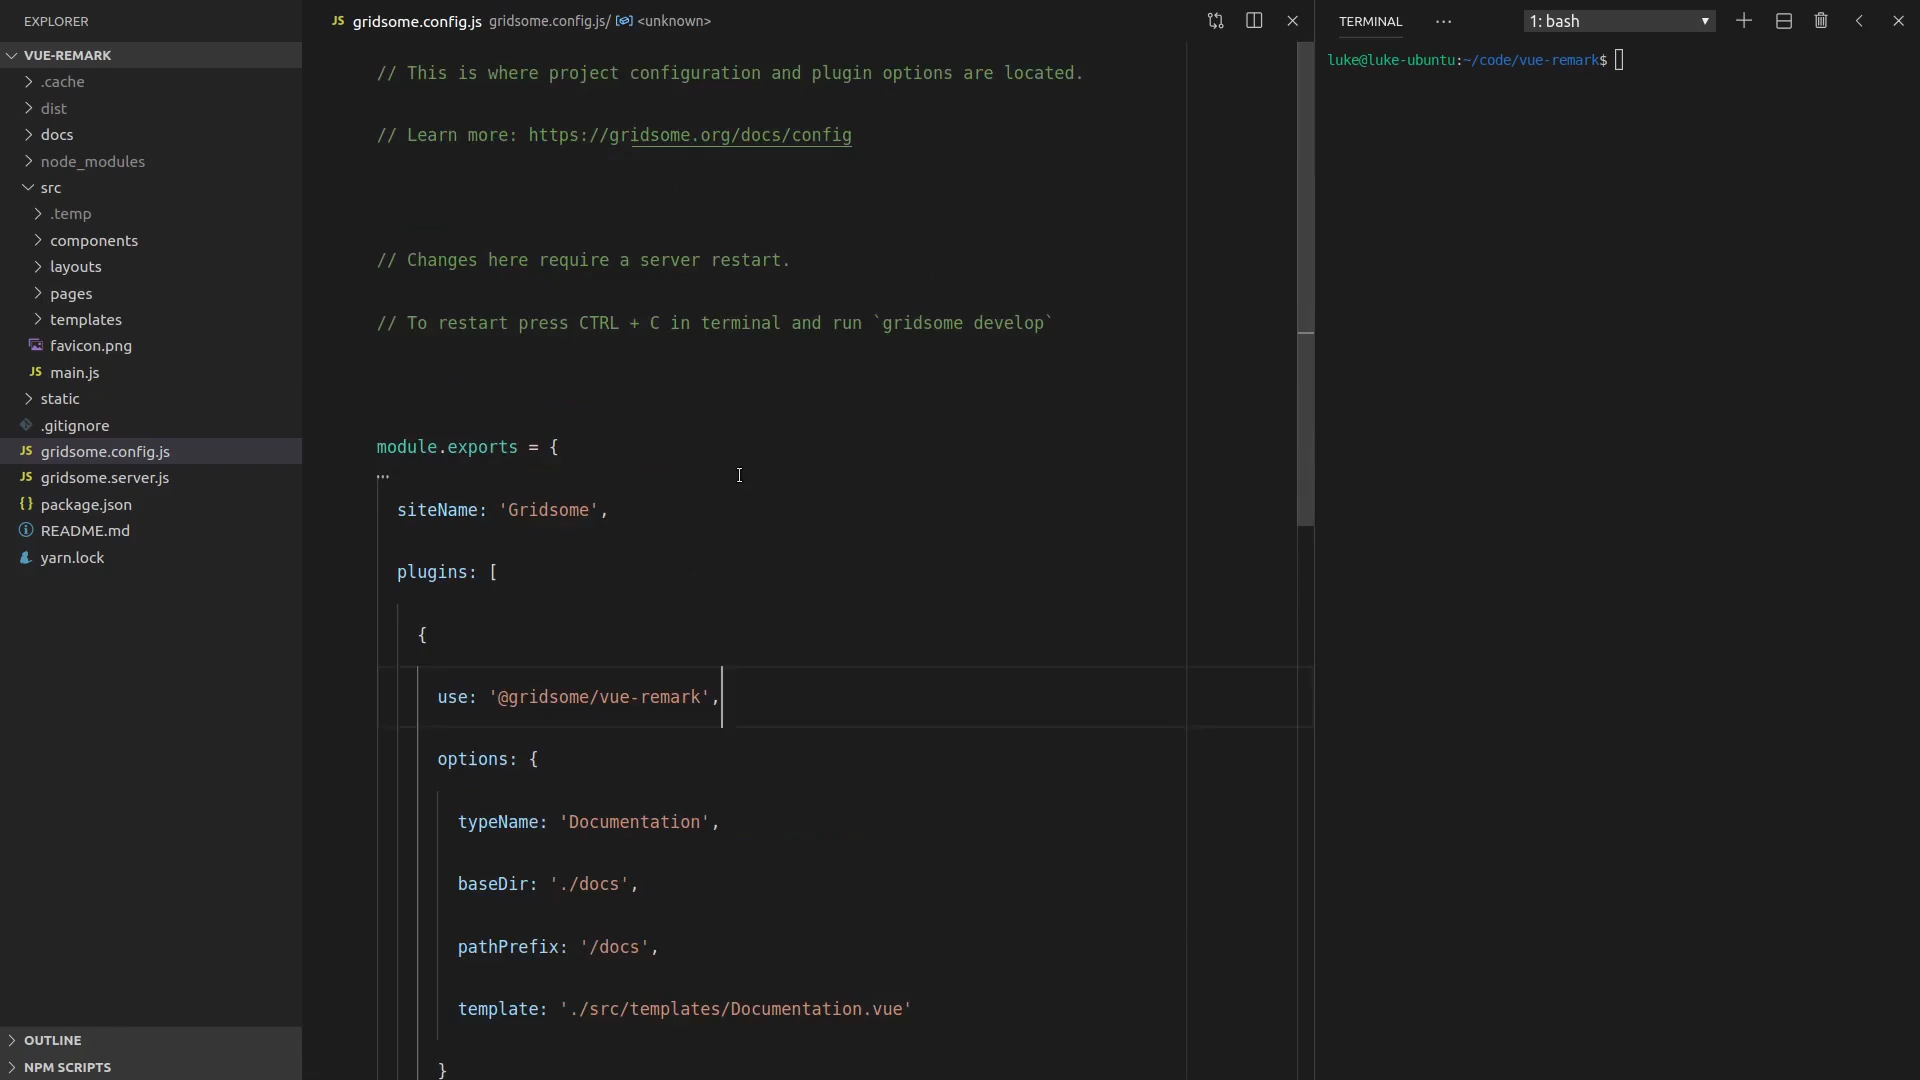 EXPLORER
VUE-REMARK
.cache
dist
docs
node_modules
src
.temp
components
layouts
pages
templates
favicon.png
JS main.js
static
.gitignore
JS gridsome.config.js
JS gridsome.server.js
{} package.json
README.md
yarn.lock
OUTLINE
NPM SCRIPTS
JS gridsome.config.js gridsome.config.js/ <unknown>
// This is where project configuration and plugin options are located.
// Learn more: https://gridsome.org/docs/config
// Changes here require a server restart.
// To restart press CTRL + C in terminal and run `gridsome develop`
module.exports = {
siteName: 'Gridsome',
plugins: [
{
use: '@gridsome/vue-remark',
options: {
typeName: 'Documentation',
baseDir: './docs',
pathPrefix: '/docs',
template: './src/templates/Documentation.vue'
}
TERMINAL ... 1: bash
luke@luke-ubuntu:~/code/vue-remark$